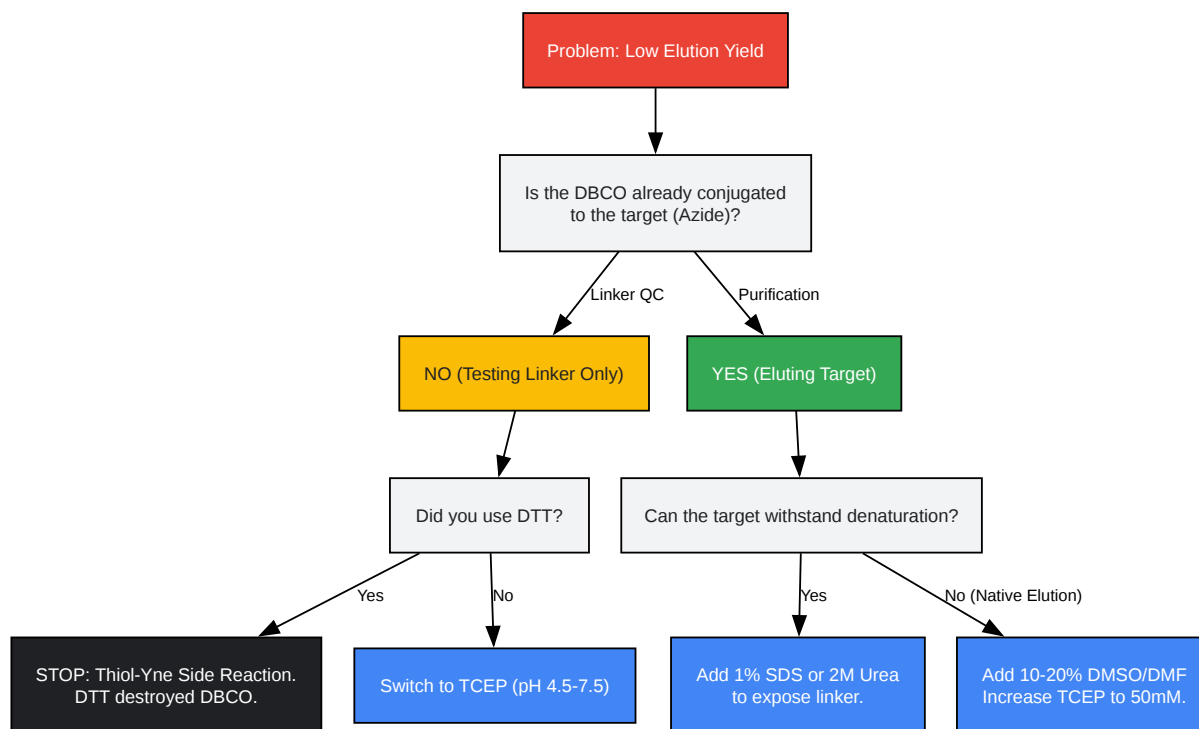 Problem: Low Elution Yield
Is the DBCO already conjugated
to the target (Azide)?
Linker QC
Purification
NO (Testing Linker Only)
YES (Eluting Target)
Did you use DTT?
Can the target withstand denaturation?
Yes
No
Yes
No (Native Elution)
STOP: Thiol-Yne Side Reaction.
DTT destroyed DBCO.
Switch to TCEP (pH 4.5-7.5)
Add 1% SDS or 2M Urea
to expose linker.
Add 10-20% DMSO/DMF
Increase TCEP to 50mM.